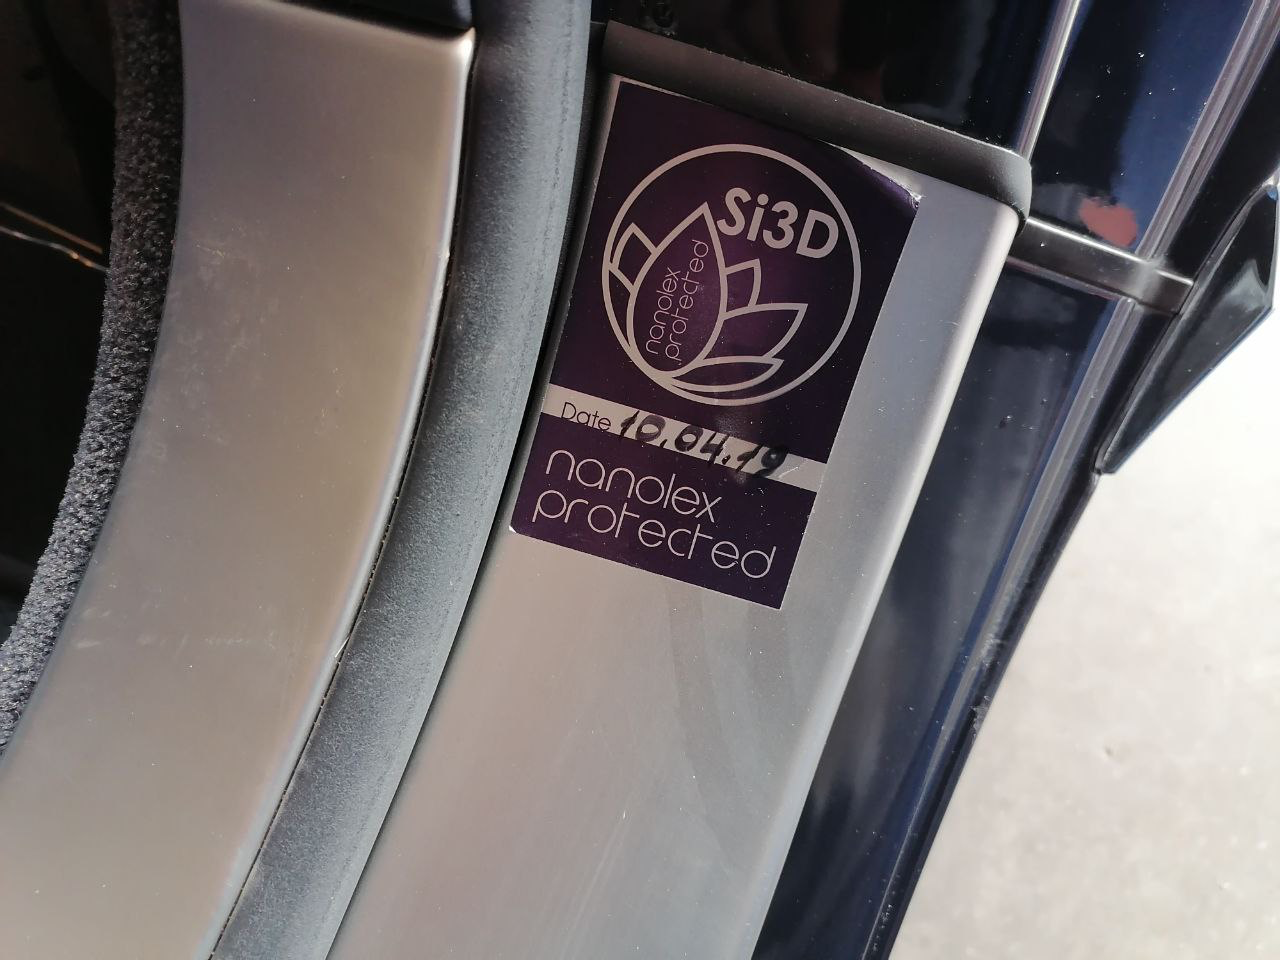 Si3D
nanolex
protected
Date 10.04.19
nanolex
protected